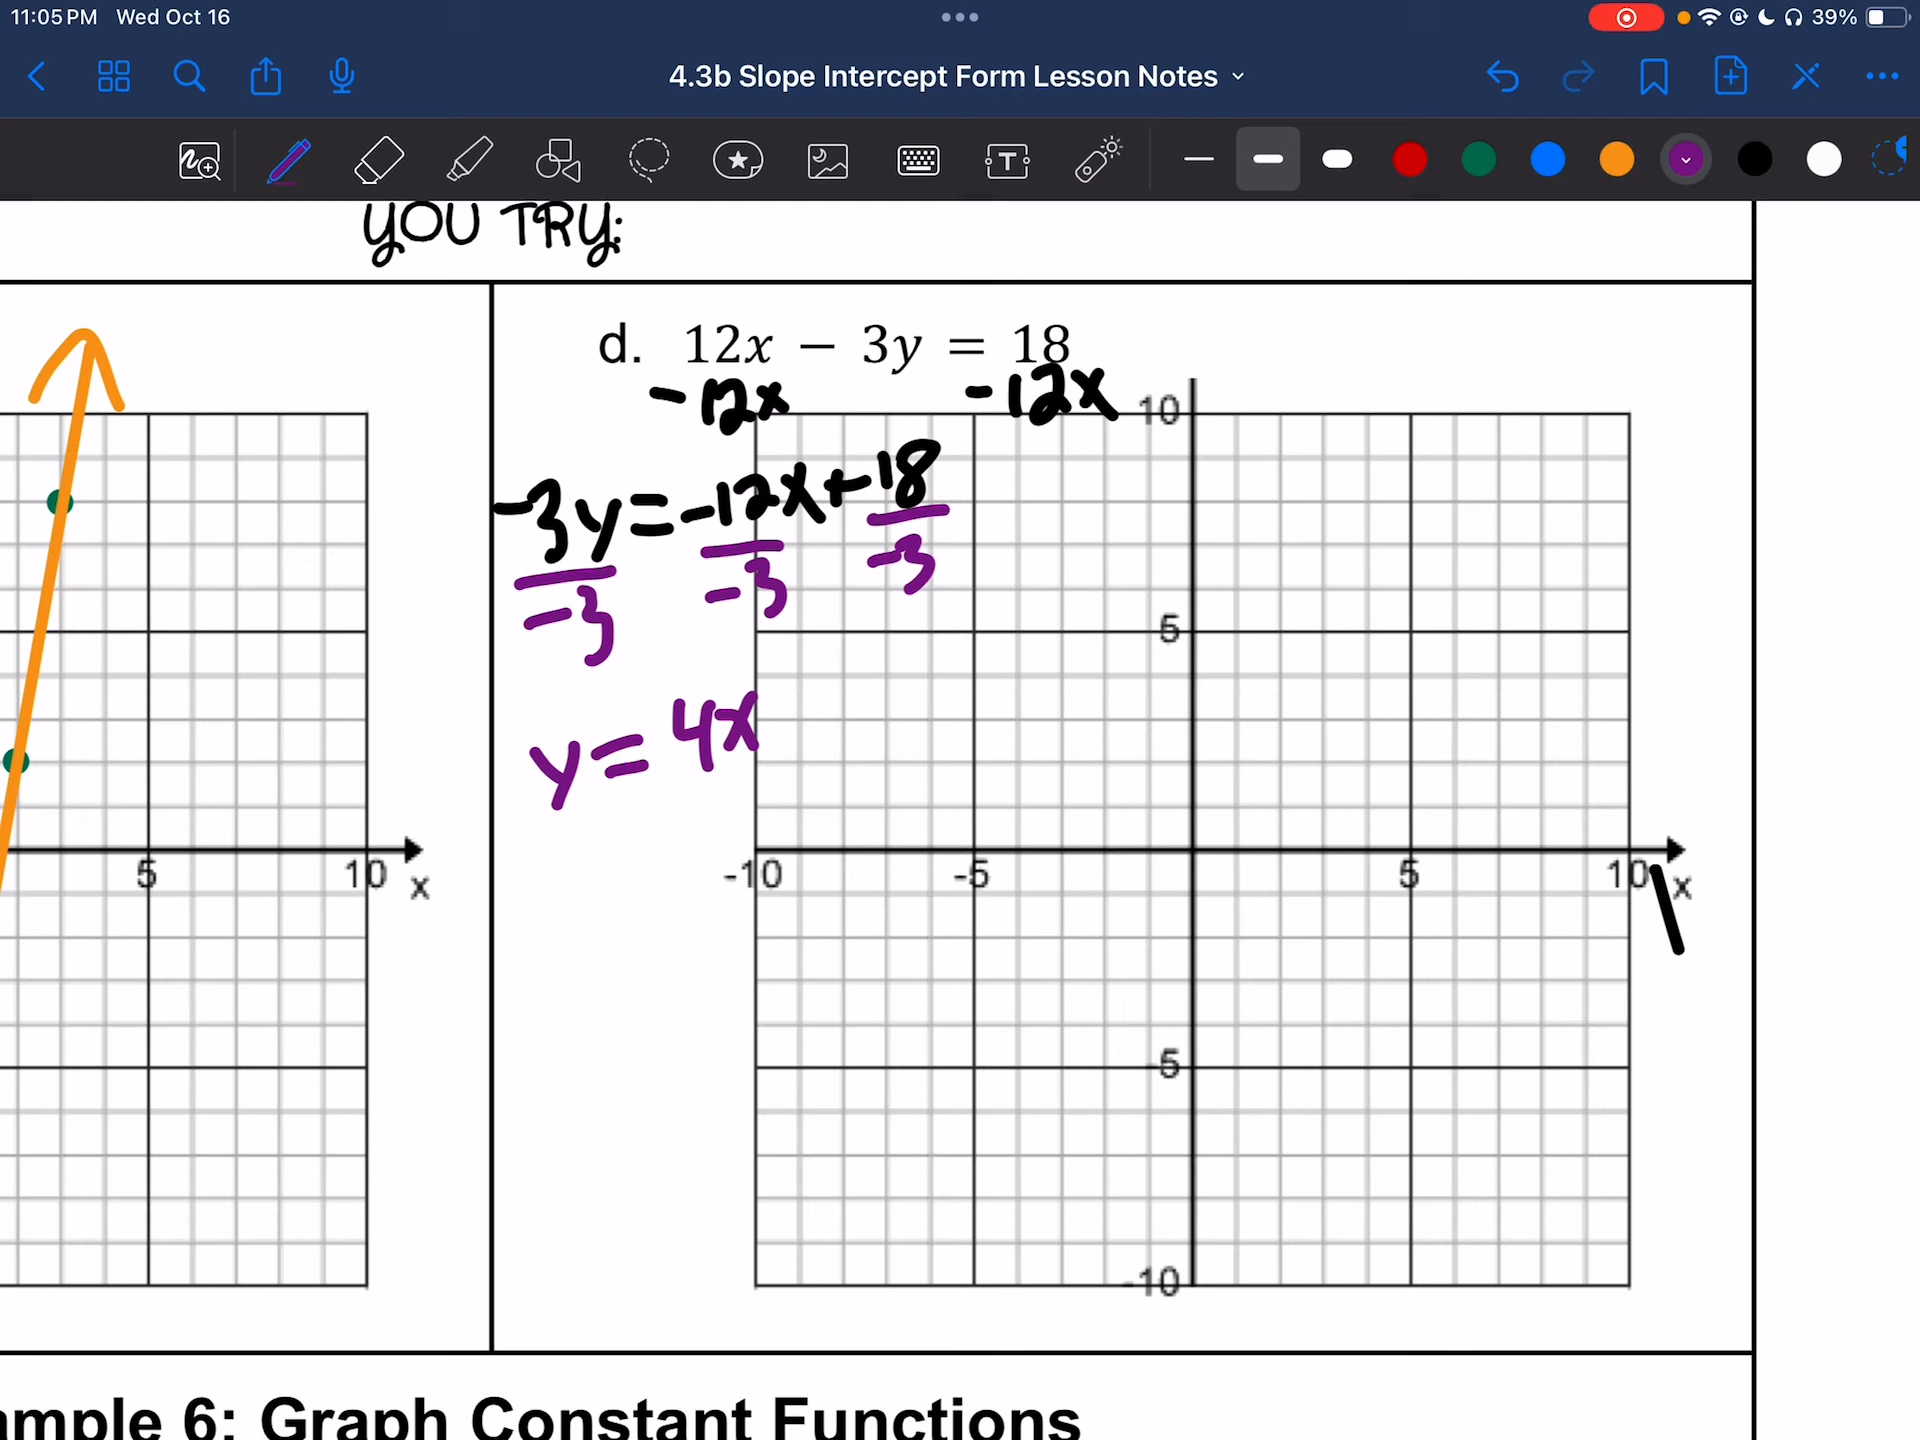 11:05 PM Wed Oct 16
39%
4.3b Slope Intercept Form Lesson Notes
T
YOU TRY:
d. 12x − 3y = 18
-12x -12x
-3y = -12x + 18
-3 -3 -3
y = 4x
10
5
-5
-10
-10 -5 5 10 x
5 10 x
ample 6: Graph Constant Functions